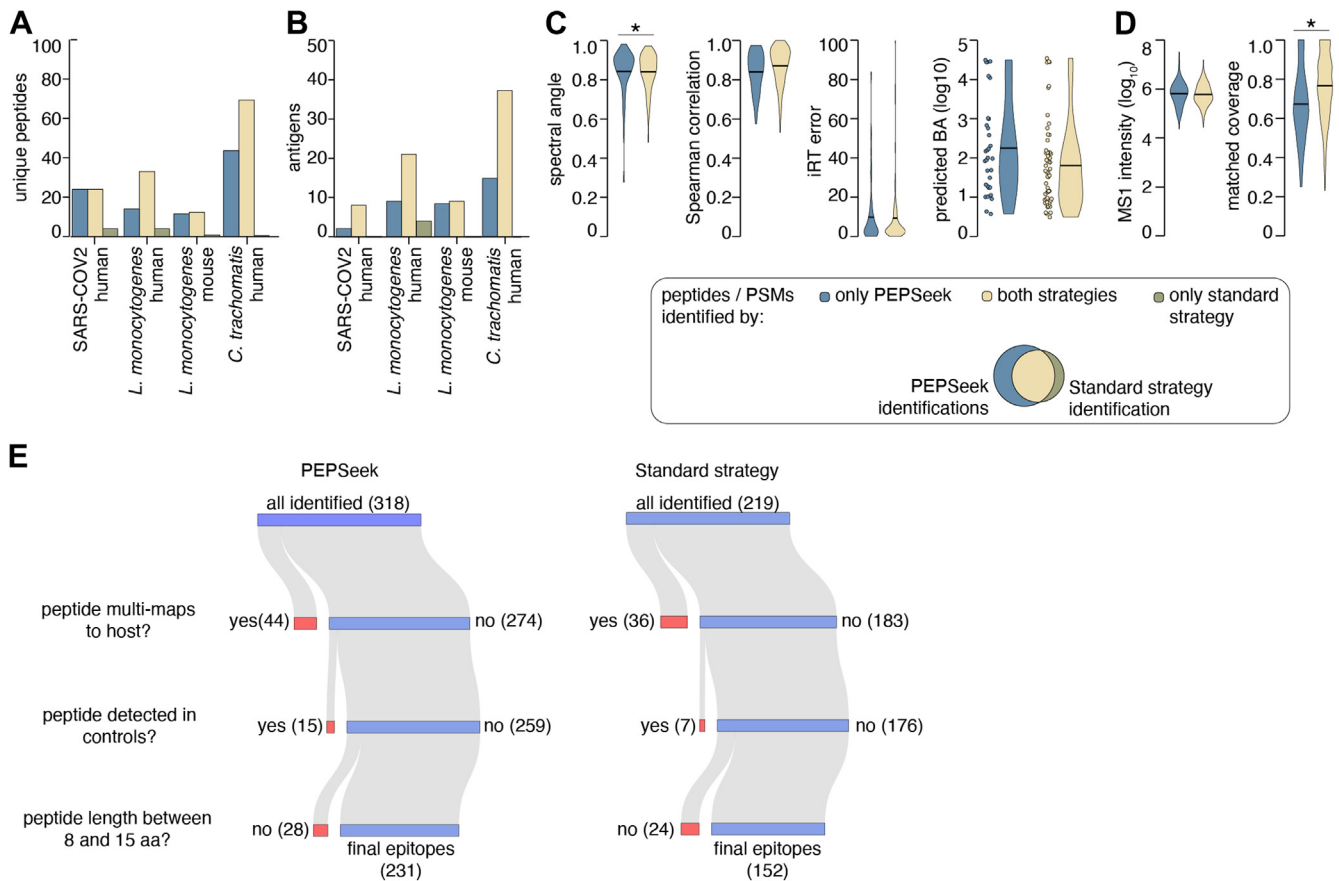 A
unique peptides
100
80
60
40
20
0
SARS-COV2
human
L. monocytogenes
human
L. monocytogenes
mouse
C. trachomatis
human
B
antigens
50
40
30
20
10
0
SARS-COV2
human
L. monocytogenes
human
L. monocytogenes
mouse
C. trachomatis
human
C
spectral angle
1.0
0.8
0.6
0.4
0.2
0
*
Spearman correlation
1.0
0.8
0.6
0.4
0.2
0
iRT error
100
80
60
40
20
0
predicted BA (log10)
5
4
3
2
1
0
D
MS1 intensity (log10)
8
6
4
2
0
matched coverage
1.0
0.8
0.6
0.4
0.2
0
*
peptides / PSMs
identified by:
only PEPSeek
both strategies
only standard
strategy
PEPSeek
identifications
Standard strategy
identification
E
PEPSeek
Standard strategy
all identified (318)
all identified (219)
peptide multi-maps
to host?
yes(44)
no (274)
yes (36)
no (183)
peptide detected in
controls?
yes (15)
no (259)
yes (7)
no (176)
peptide length between
8 and 15 aa?
no (28)
final epitopes
(231)
no (24)
final epitopes
(152)